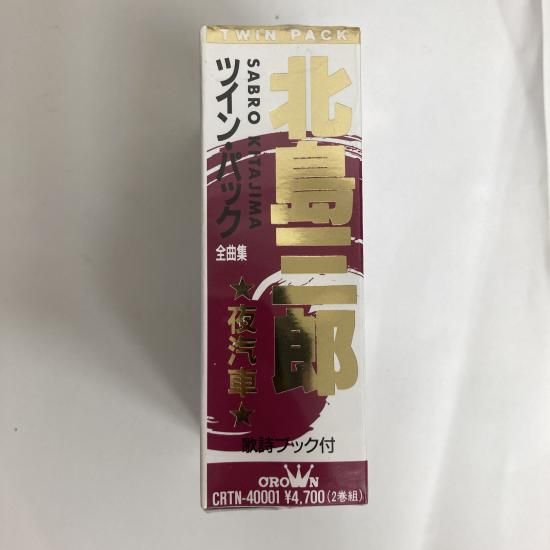 TWIN PACK
北島三郎
SABRO KITAJIMA
ツイン・パック
全曲集
★夜汽車★
歌詩ブック付
CROWN
CRTN-40001 ¥4,700(2巻組)